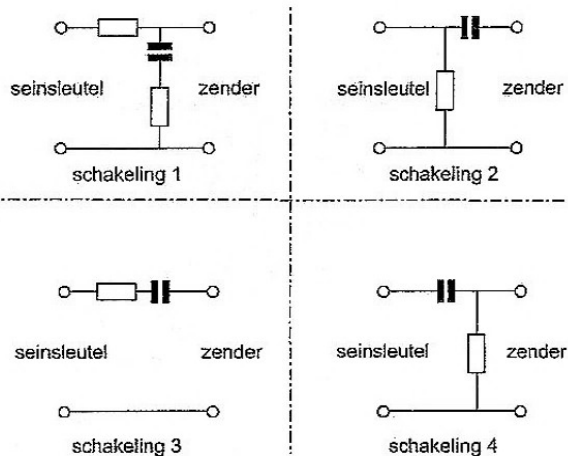 seinsleutel zender
schakeling 1
seinsleutel zender
schakeling 2
seinsleutel zender
schakeling 3
seinsleutel zender
schakeling 4